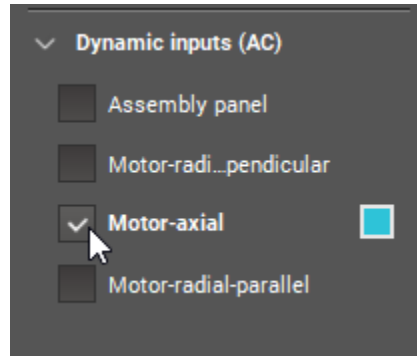 Dynamic inputs (AC)
Assembly panel
Motor-radi...pendicular
Motor-axial
Motor-radial-parallel